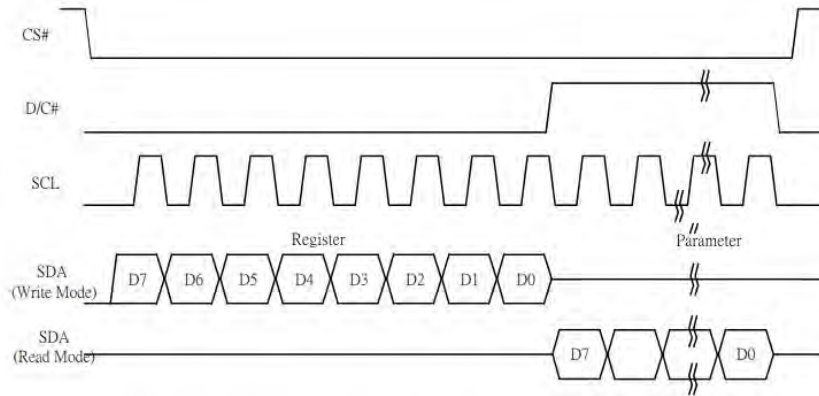 CS#
D/C#
SCL
Register
Parameter
SDA
(Write Mode)
D7 D6 D5 D4 D3 D2 D1 D0
SDA
(Read Mode)
D7 D0